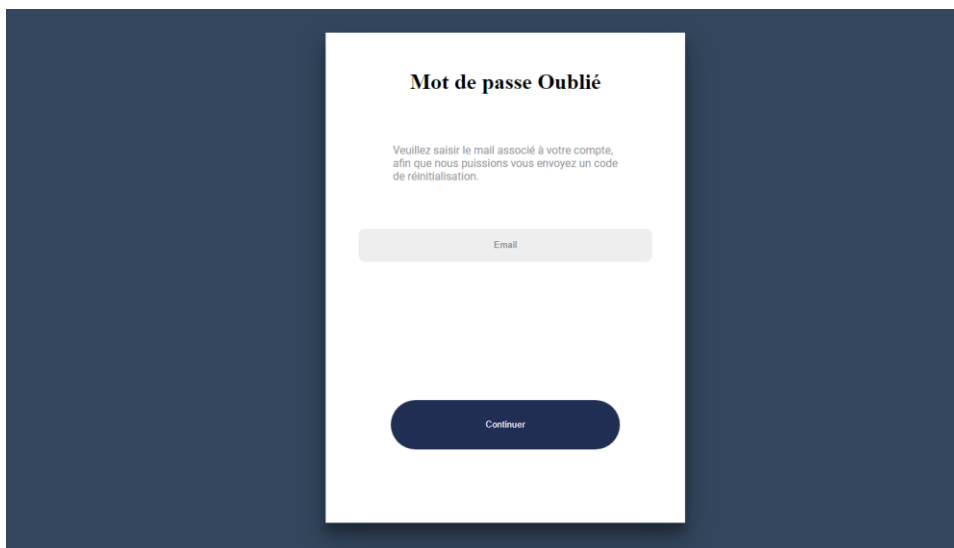 Mot de passe Oublié
Veuillez saisir le mail associé à votre compte,
afin que nous puissions vous envoyez un code
de réinitialisation.
Email
Continuer